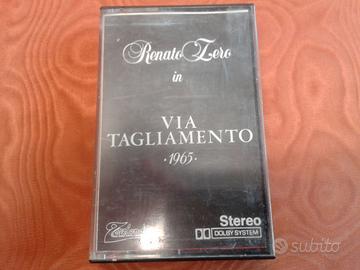 Renato Zero
in
VIA
TAGLIAMENTO
·1965·
Stereo
DOLBY SYSTEM
subito